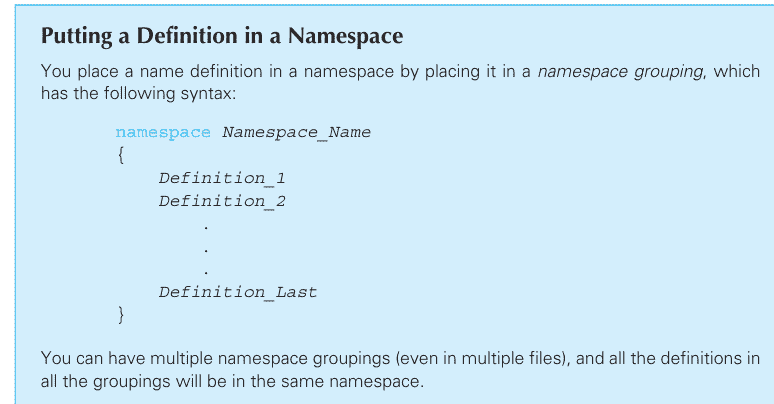 Putting a Definition in a Namespace
You place a name definition in a namespace by placing it in a namespace grouping, which
has the following syntax:
namespace Namespace_Name
{
Definition_1
Definition_2
.
.
.
Definition_Last
}
You can have multiple namespace groupings (even in multiple files), and all the definitions in
all the groupings will be in the same namespace.